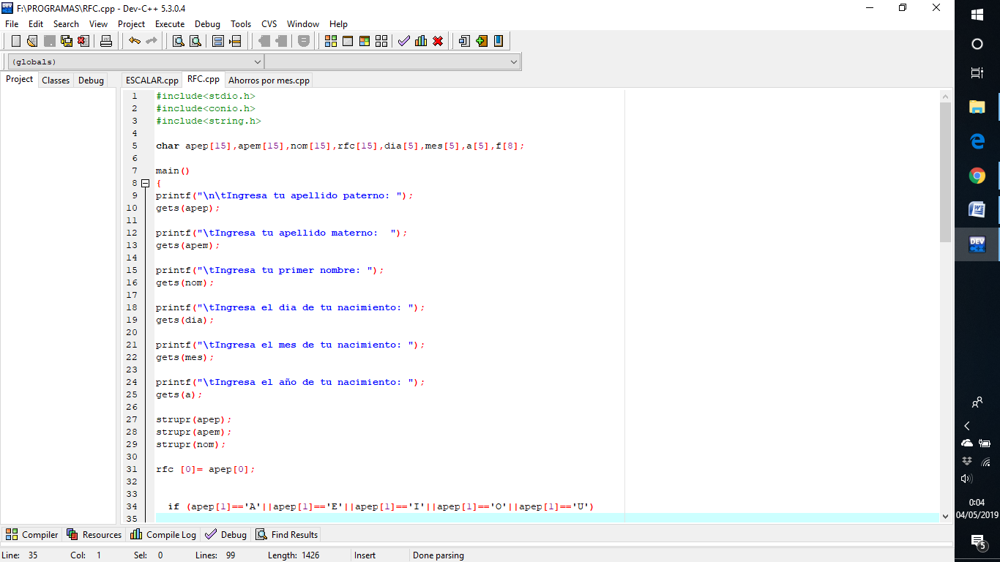 F:\PROGRAMAS\RFC.cpp - Dev-C++ 5.3.0.4
File Edit Search View Project Execute Debug Tools CVS Window Help
(globals)
Project Classes Debug ESCALAR.cpp RFC.cpp Ahorros por mes.cpp
1 #include<stdio.h>
2 #include<conio.h>
3 #include<string.h>
4
5 char apep[15],apem[15],nom[15],rfc[15],dia[5],mes[5],a[5],f[8];
6
7 main()
8 {
9 printf("\n\tIngresa tu apellido paterno: ");
10 gets(apep);
11
12 printf("\tIngresa tu apellido materno:  ");
13 gets(apem);
14
15 printf("\tIngresa tu primer nombre: ");
16 gets(nom);
17
18 printf("\tIngresa el dia de tu nacimiento: ");
19 gets(dia);
20
21 printf("\tIngresa el mes de tu nacimiento: ");
22 gets(mes);
23
24 printf("\tIngresa el año de tu nacimiento: ");
25 gets(a);
26
27 strupr(apep);
28 strupr(apem);
29 strupr(nom);
30
31 rfc [0]= apep[0];
32
33
34 if (apep[1]=='A'||apep[1]=='E'||apep[1]=='I'||apep[1]=='O'||apep[1]=='U')
35
Compiler Resources Compile Log Debug Find Results
Line: 35 Col: 1 Sel: 0 Lines: 99 Length: 1426 Insert Done parsing
DEV
0:04
04/05/2019
5